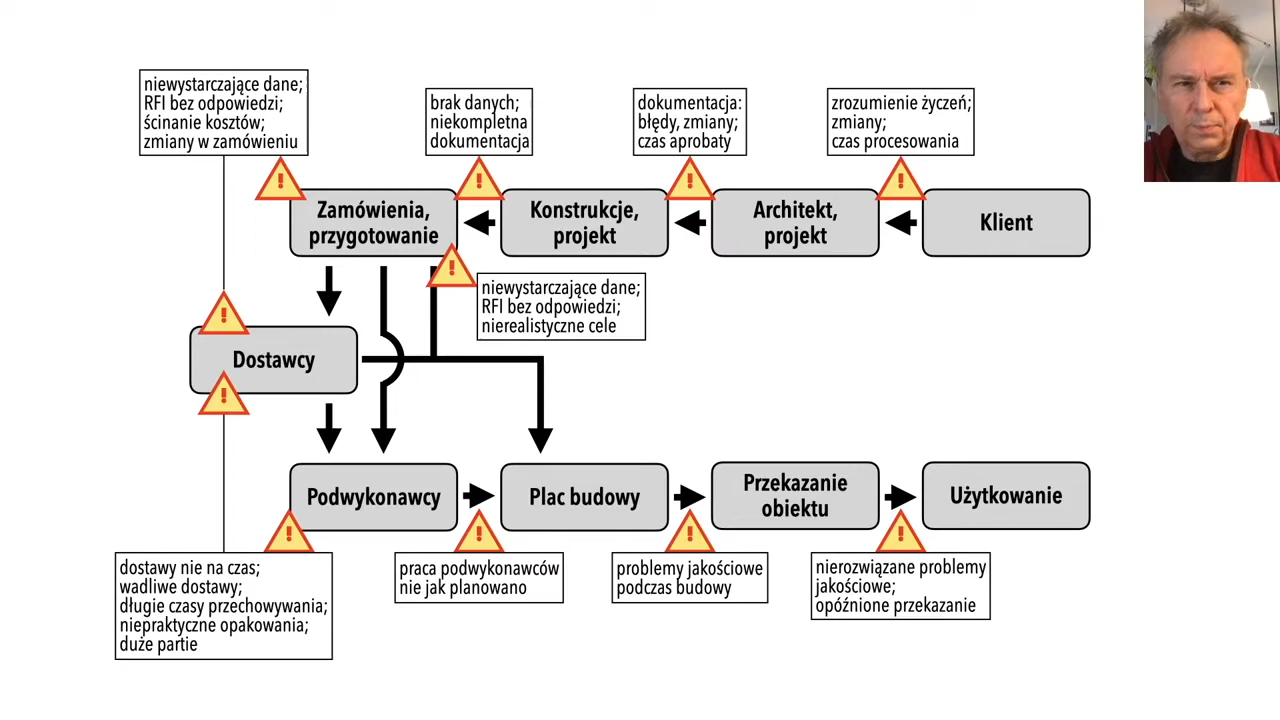 niewystarczające dane;
RFI bez odpowiedzi;
ścinanie kosztów;
zmiany w zamówieniu
brak danych;
niekompletna
dokumentacja
dokumentacja:
błędy, zmiany;
czas aprobaty
zrozumienie życzeń;
zmiany;
czas procesowania
Zamówienia,
przygotowanie
Konstrukcje,
projekt
Architekt,
projekt
Klient
niewystarczające dane;
RFI bez odpowiedzi;
nierealistyczne cele
Dostawcy
Podwykonawcy
Plac budowy
Przekazanie
obiektu
Użytkowanie
dostawy nie na czas;
wadliwe dostawy;
długie czasy przechowywania;
niepraktyczne opakowania;
duże partie
praca podwykonawców
nie jak planowano
problemy jakościowe
podczas budowy
nierozwiązane problemy
jakościowe;
opóźnione przekazanie